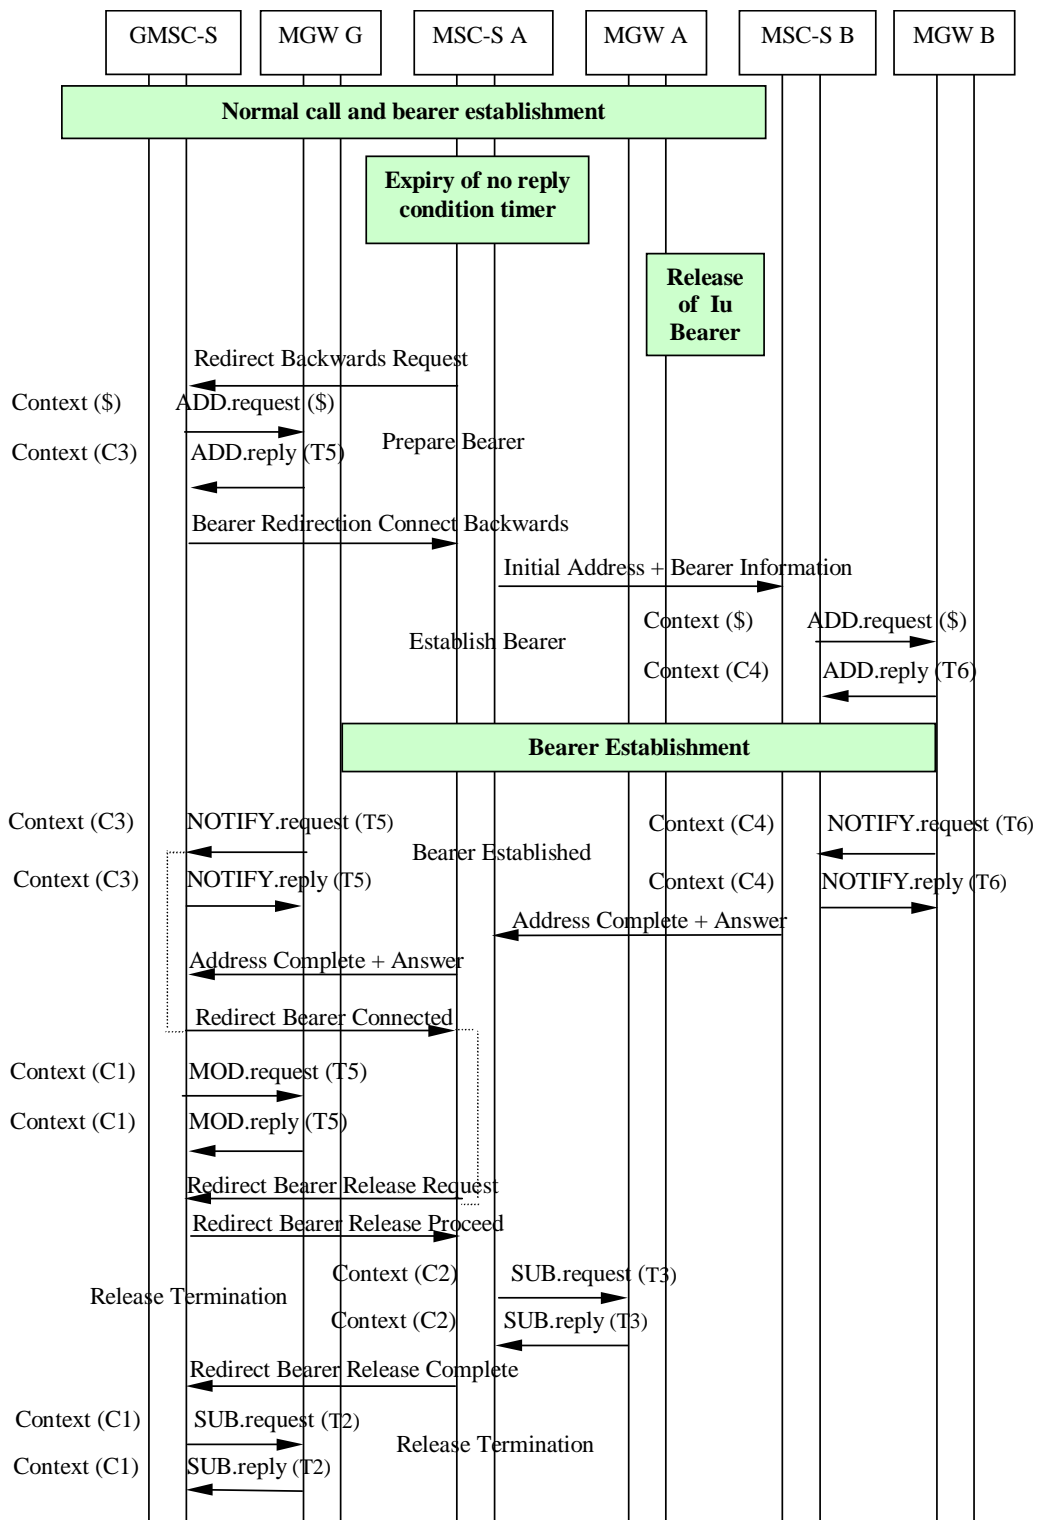 GMSC-S MGW G MSC-S A MGW A MSC-S B MGW B
Normal call and bearer establishment
Expiry of no reply
condition timer
Release
of Iu
Bearer
Redirect Backwards Request
Context ($) ADD.request ($)
Prepare Bearer
Context (C3) ADD.reply (T5)
Bearer Redirection Connect Backwards
Initial Address + Bearer Information
Context ($) ADD.request ($)
Establish Bearer
Context (C4) ADD.reply (T6)
Bearer Establishment
Context (C3) NOTIFY.request (T5) Context (C4) NOTIFY.request (T6)
Bearer Established
Context (C3) NOTIFY.reply (T5) Context (C4) NOTIFY.reply (T6)
Address Complete + Answer
Address Complete + Answer
Redirect Bearer Connected
Context (C1) MOD.request (T5)
Context (C1) MOD.reply (T5)
Redirect Bearer Release Request
Redirect Bearer Release Proceed
Context (C2) SUB.request (T3)
Release Termination
Context (C2) SUB.reply (T3)
Redirect Bearer Release Complete
Context (C1) SUB.request (T2)
Release Termination
Context (C1) SUB.reply (T2)